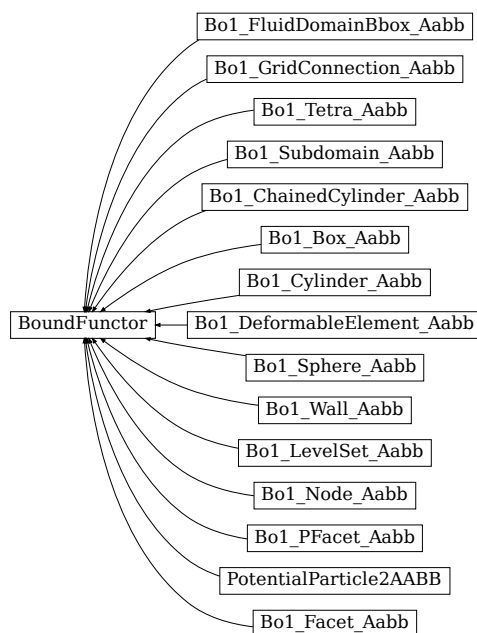 Bo1_FluidDomainBbox_Aabb
Bo1_GridConnection_Aabb
Bo1_Tetra_Aabb
Bo1_Subdomain_Aabb
Bo1_ChainedCylinder_Aabb
Bo1_Box_Aabb
Bo1_Cylinder_Aabb
BoundFunctor
Bo1_DeformableElement_Aabb
Bo1_Sphere_Aabb
Bo1_Wall_Aabb
Bo1_LevelSet_Aabb
Bo1_Node_Aabb
Bo1_PFacet_Aabb
PotentialParticle2AABB
Bo1_Facet_Aabb